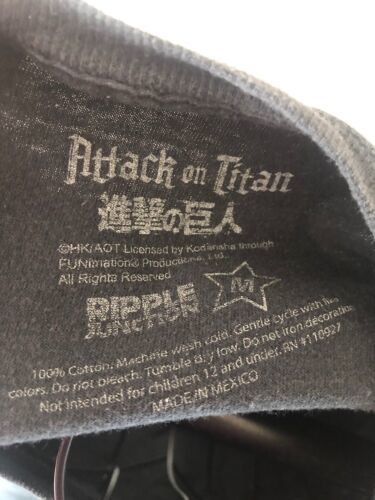 Attack on Titan
進撃の巨人
©HK/AOT Licensed by Kodansha through
FUNimation® Productions, Ltd.
All Rights Reserved
RIPPLE
JUNCTION
M
100% Cotton. Machine wash cold. Gentle cycle with like
colors. Do not bleach. Tumble dry low. Do not iron decoration.
Not intended for children 12 and under. RN #110927
MADE IN MEXICO